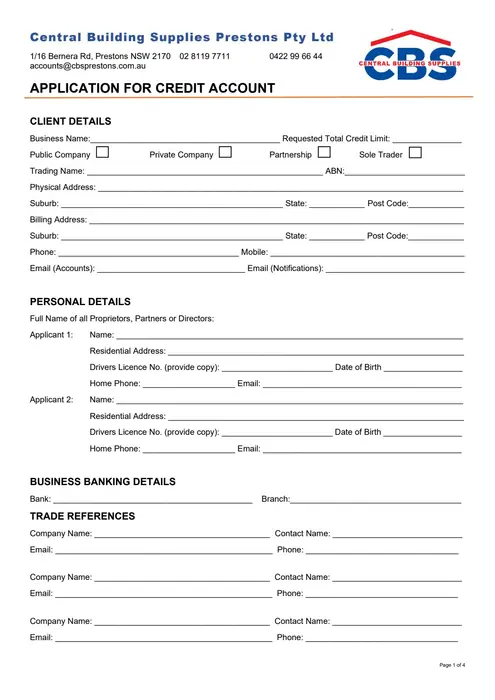 Central Building Supplies Prestons Pty Ltd
1/16 Bernera Rd, Prestons NSW 2170 02 8119 7711 0422 99 66 44
accounts@cbsprestons.com.au
CBS
CENTRAL BUILDING SUPPLIES
APPLICATION FOR CREDIT ACCOUNT
CLIENT DETAILS
Business Name: Requested Total Credit Limit:
Public Company Private Company Partnership Sole Trader
Trading Name: ABN:
Physical Address:
Suburb: State: Post Code:
Billing Address:
Suburb: State: Post Code:
Phone: Mobile:
Email (Accounts): Email (Notifications):
PERSONAL DETAILS
Full Name of all Proprietors, Partners or Directors:
Applicant 1: Name:
Residential Address:
Drivers Licence No. (provide copy): Date of Birth
Home Phone: Email:
Applicant 2: Name:
Residential Address:
Drivers Licence No. (provide copy): Date of Birth
Home Phone: Email:
BUSINESS BANKING DETAILS
Bank: Branch:
TRADE REFERENCES
Company Name: Contact Name:
Email: Phone:
Company Name: Contact Name:
Email: Phone:
Company Name: Contact Name:
Email: Phone:
Page 1 of 4